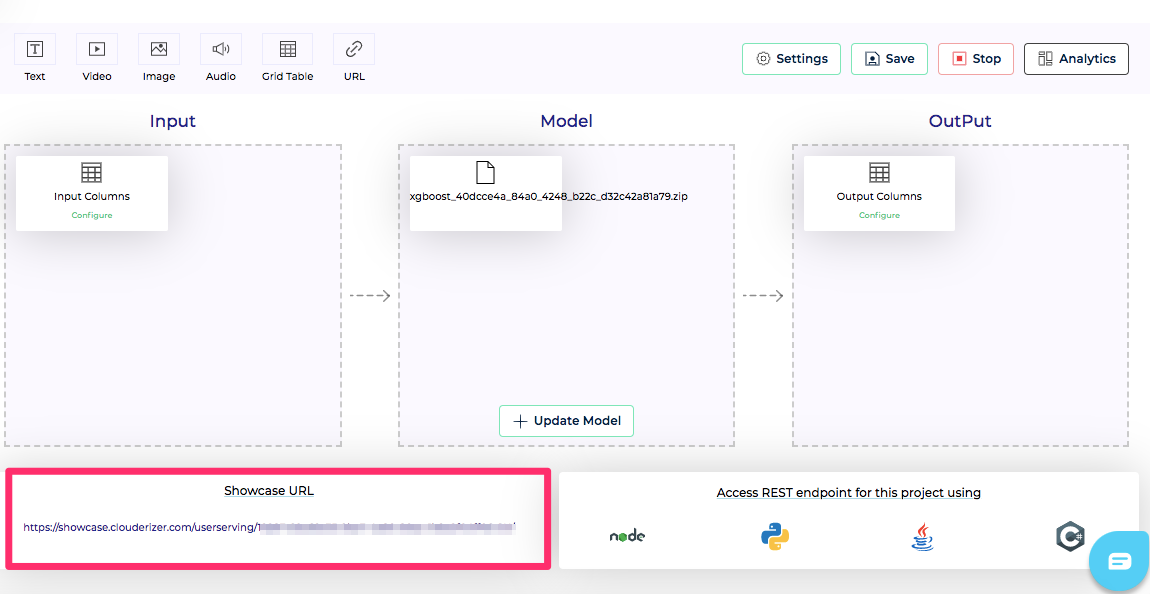 Text Video Image Audio Grid Table URL
Settings Save Stop Analytics
Input Model OutPut
Input Columns
Configure
xgboost_40dcce4a_84a0_4248_b22c_d32c42a81a79.zip
Output Columns
Configure
Update Model
Showcase URL
https://showcase.clouderizer.com/userserving/
Access REST endpoint for this project using
node
C#